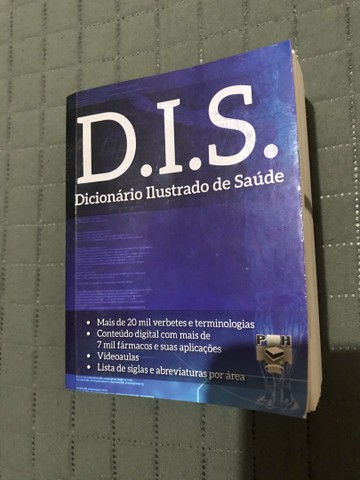 D.I.S.
Dicionário Ilustrado de Saúde
• Mais de 20 mil verbetes e terminologias
• Conteúdo digital com mais de
7 mil fármacos e suas aplicações
• Videoaulas
• Lista de siglas e abreviaturas por área
P H